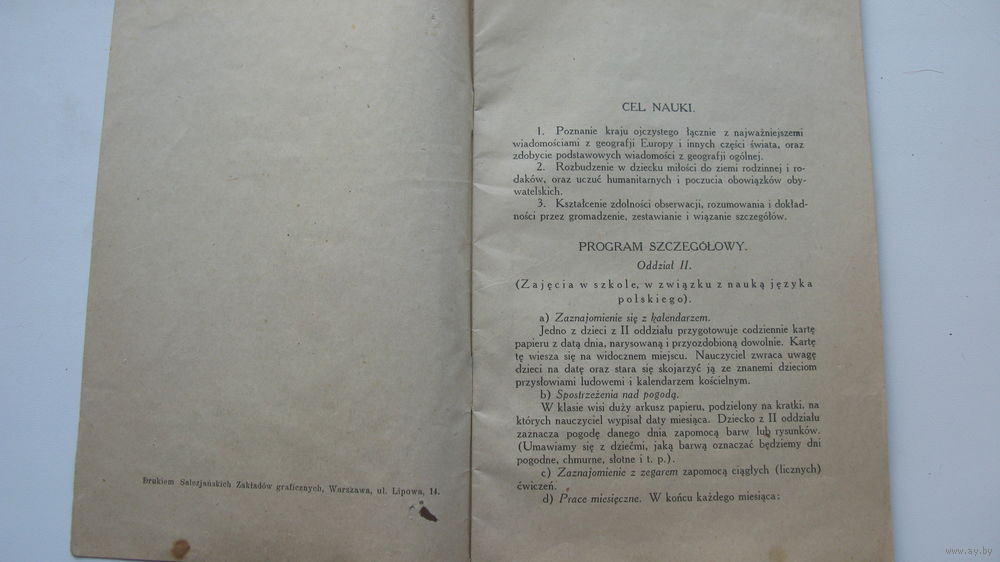 Drukiem Salezjańskich Zakładów graficznych, Warszawa, ul. Lipowa, 14.
CEL NAUKI.
1. Poznanie kraju ojczystego łącznie z najważniejszemi
wiadomościami z geografji Europy i innych części świata, oraz
zdobycie podstawowych wiadomości z geografji ogólnej.
2. Rozbudzenie w dziecku miłości do ziemi rodzinnej i ro-
daków, oraz uczuć humanitarnych i poczucia obowiązków oby-
watelskich.
3. Kształcenie zdolności obserwacji, rozumowania i dokład-
ności przez gromadzenie, zestawianie i wiązanie szczegółów.
PROGRAM SZCZEGÓŁOWY.
Oddział II.
(Zajęcia w szkole, w związku z nauką języka
polskiego).
a) Zaznajomienie się z kalendarzem.
Jedno z dzieci z II oddziału przygotowuje codziennie kartę
papieru z datą dnia, narysowaną i przyozdobioną dowolnie. Kartę
tę wiesza się na widocznem miejscu. Nauczyciel zwraca uwagę
dzieci na datę oraz stara się skojarzyć ją ze znanemi dzieciom
przysłowiami ludowemi i kalendarzem kościelnym.
b) Spostrzeżenia nad pogodą.
W klasie wisi duży arkusz papieru, podzielony na kratki, na
których nauczyciel wypisał daty miesiąca. Dziecko z II oddziału
zaznacza pogodę danego dnia zapomocą barw lub rysunków.
(Umawiamy się z dziećmi, jaką barwą oznaczać będziemy dni
pogodne, chmurne, słotne i t. p.).
c) Zaznajomienie z zegarem zapomocą ciągłych (licznych)
ćwiczeń.
d) Prace miesięczne. W końcu każdego miesiąca:
www.ay.by